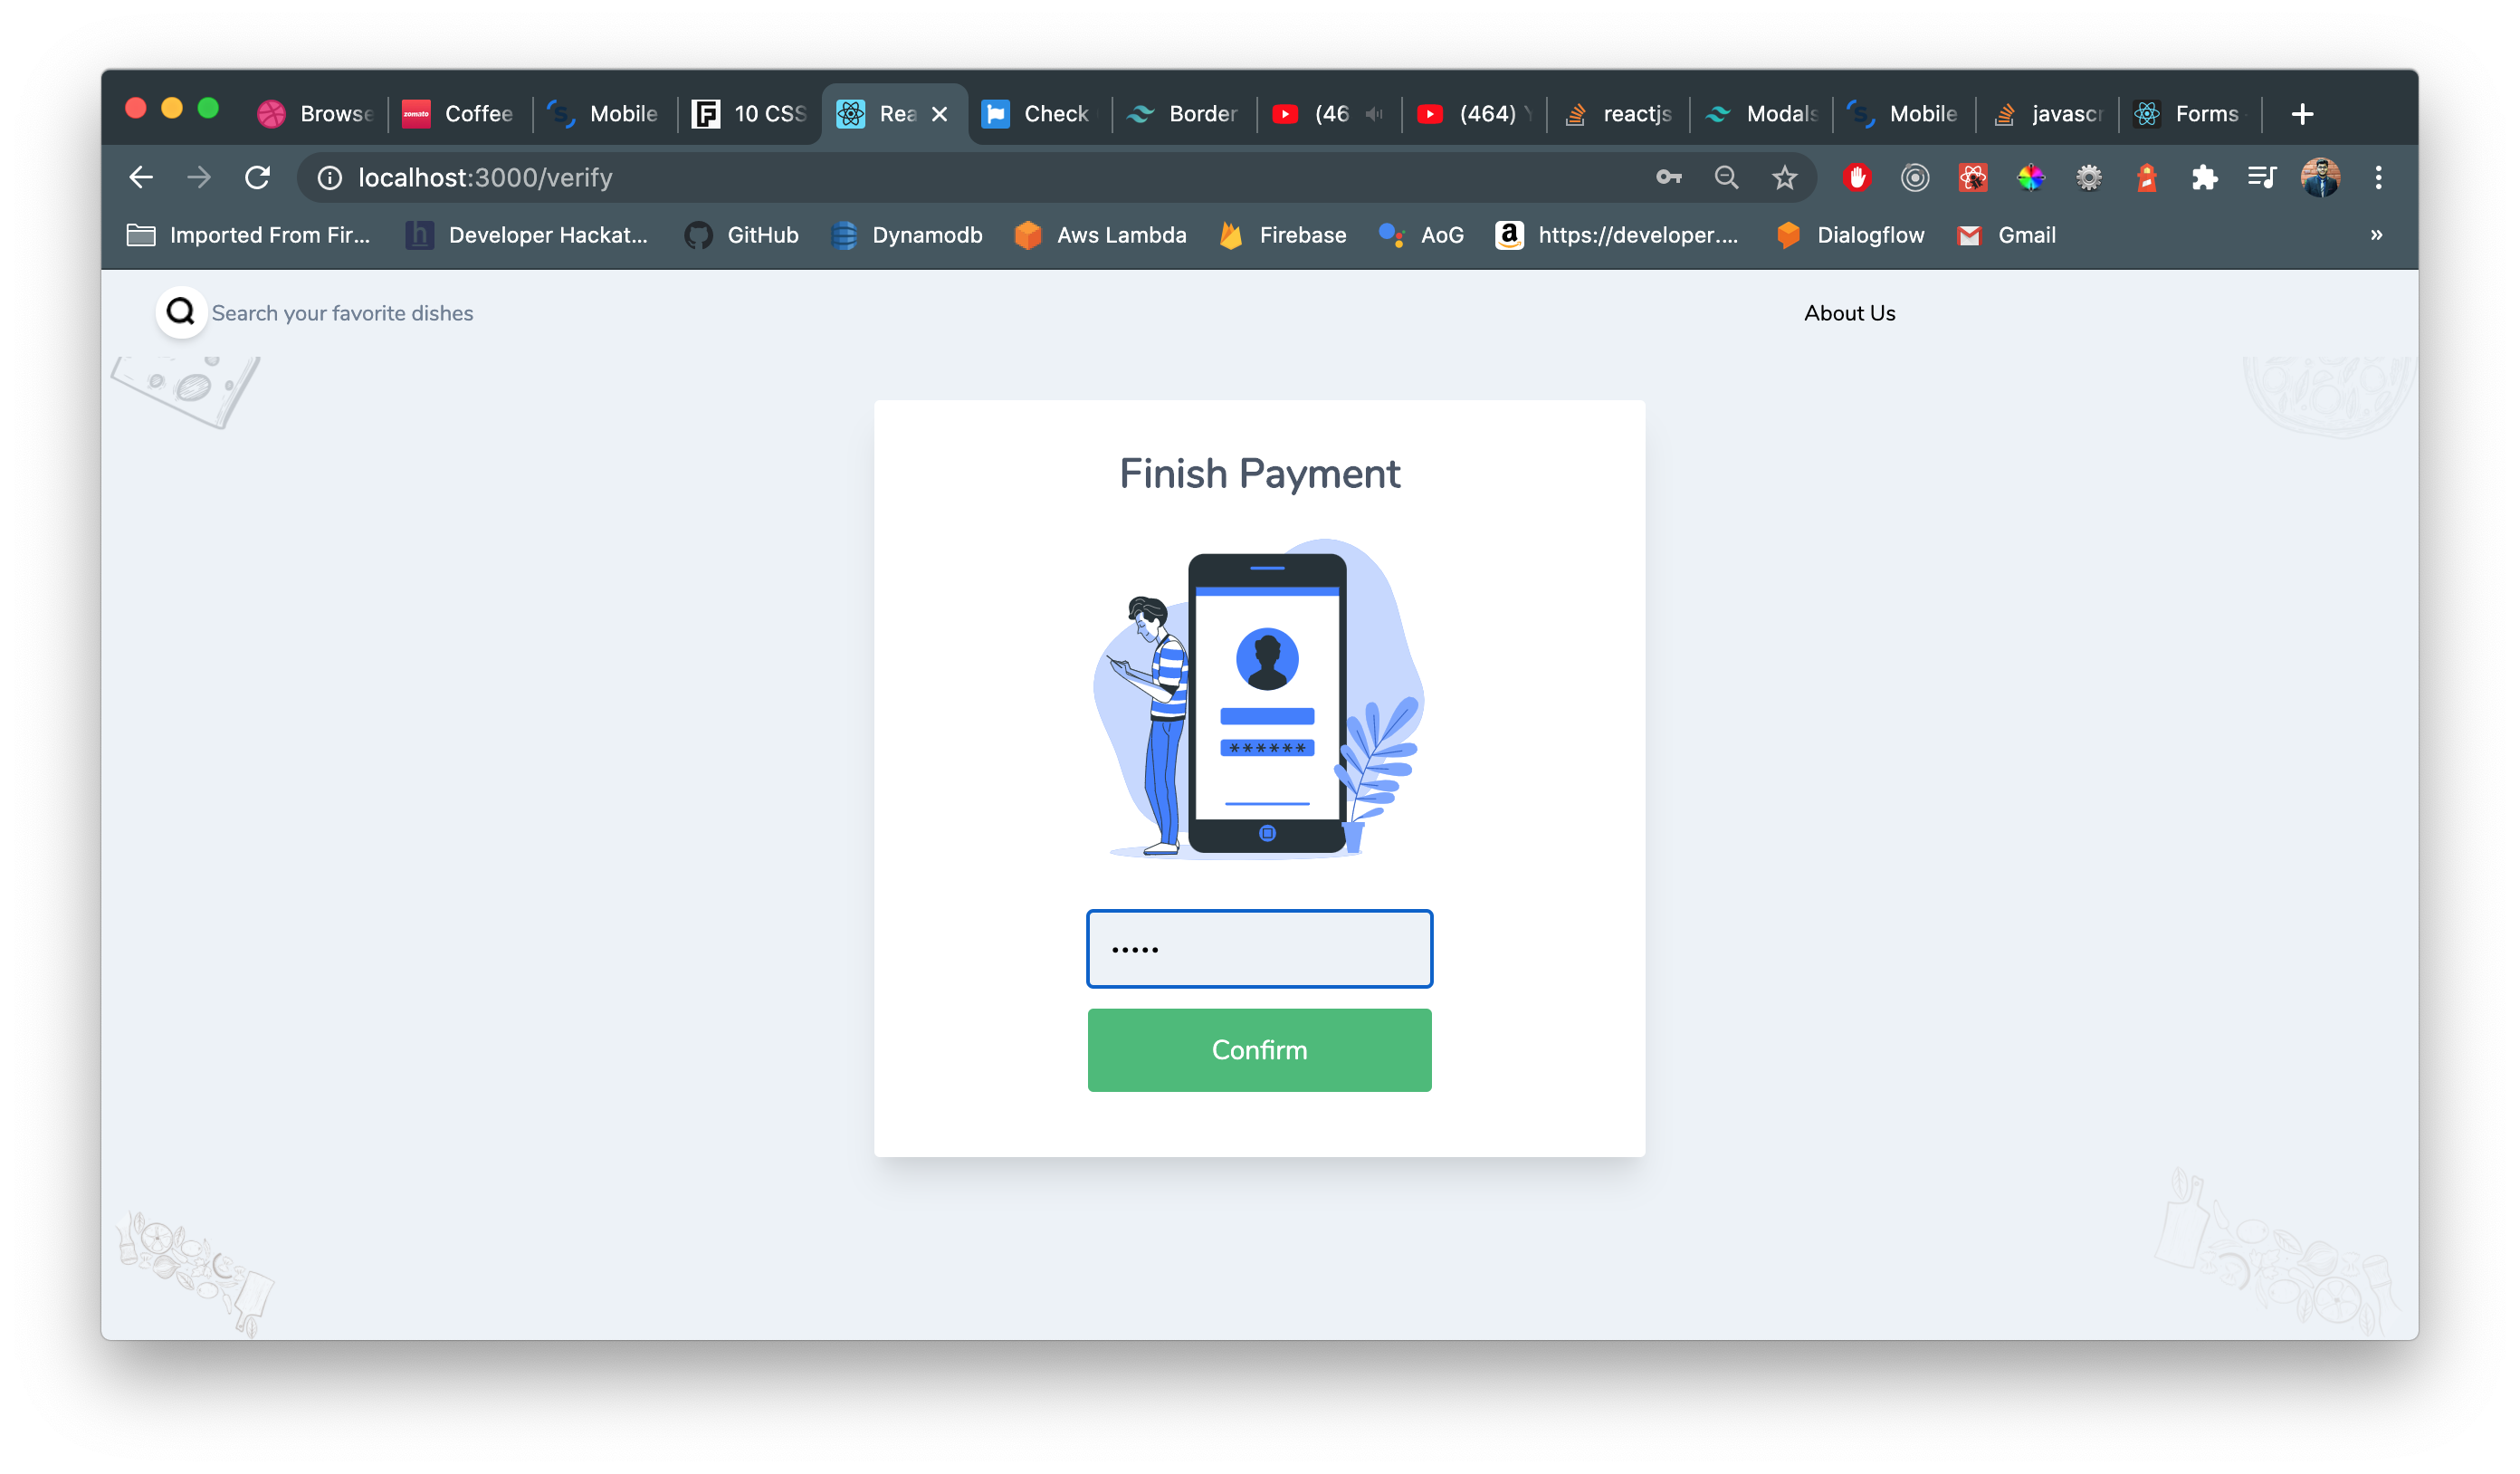 Browse Coffee Mobile 10 CSS Rea Check Border (46 (464) reactjs Modals Mobile javascr Forms
localhost:3000/verify
Imported From Fir... Developer Hackat... GitHub Dynamodb Aws Lambda Firebase AoG https://developer.... Dialogflow Gmail »
Search your favorite dishes About Us
Finish Payment
******
•••••
Confirm